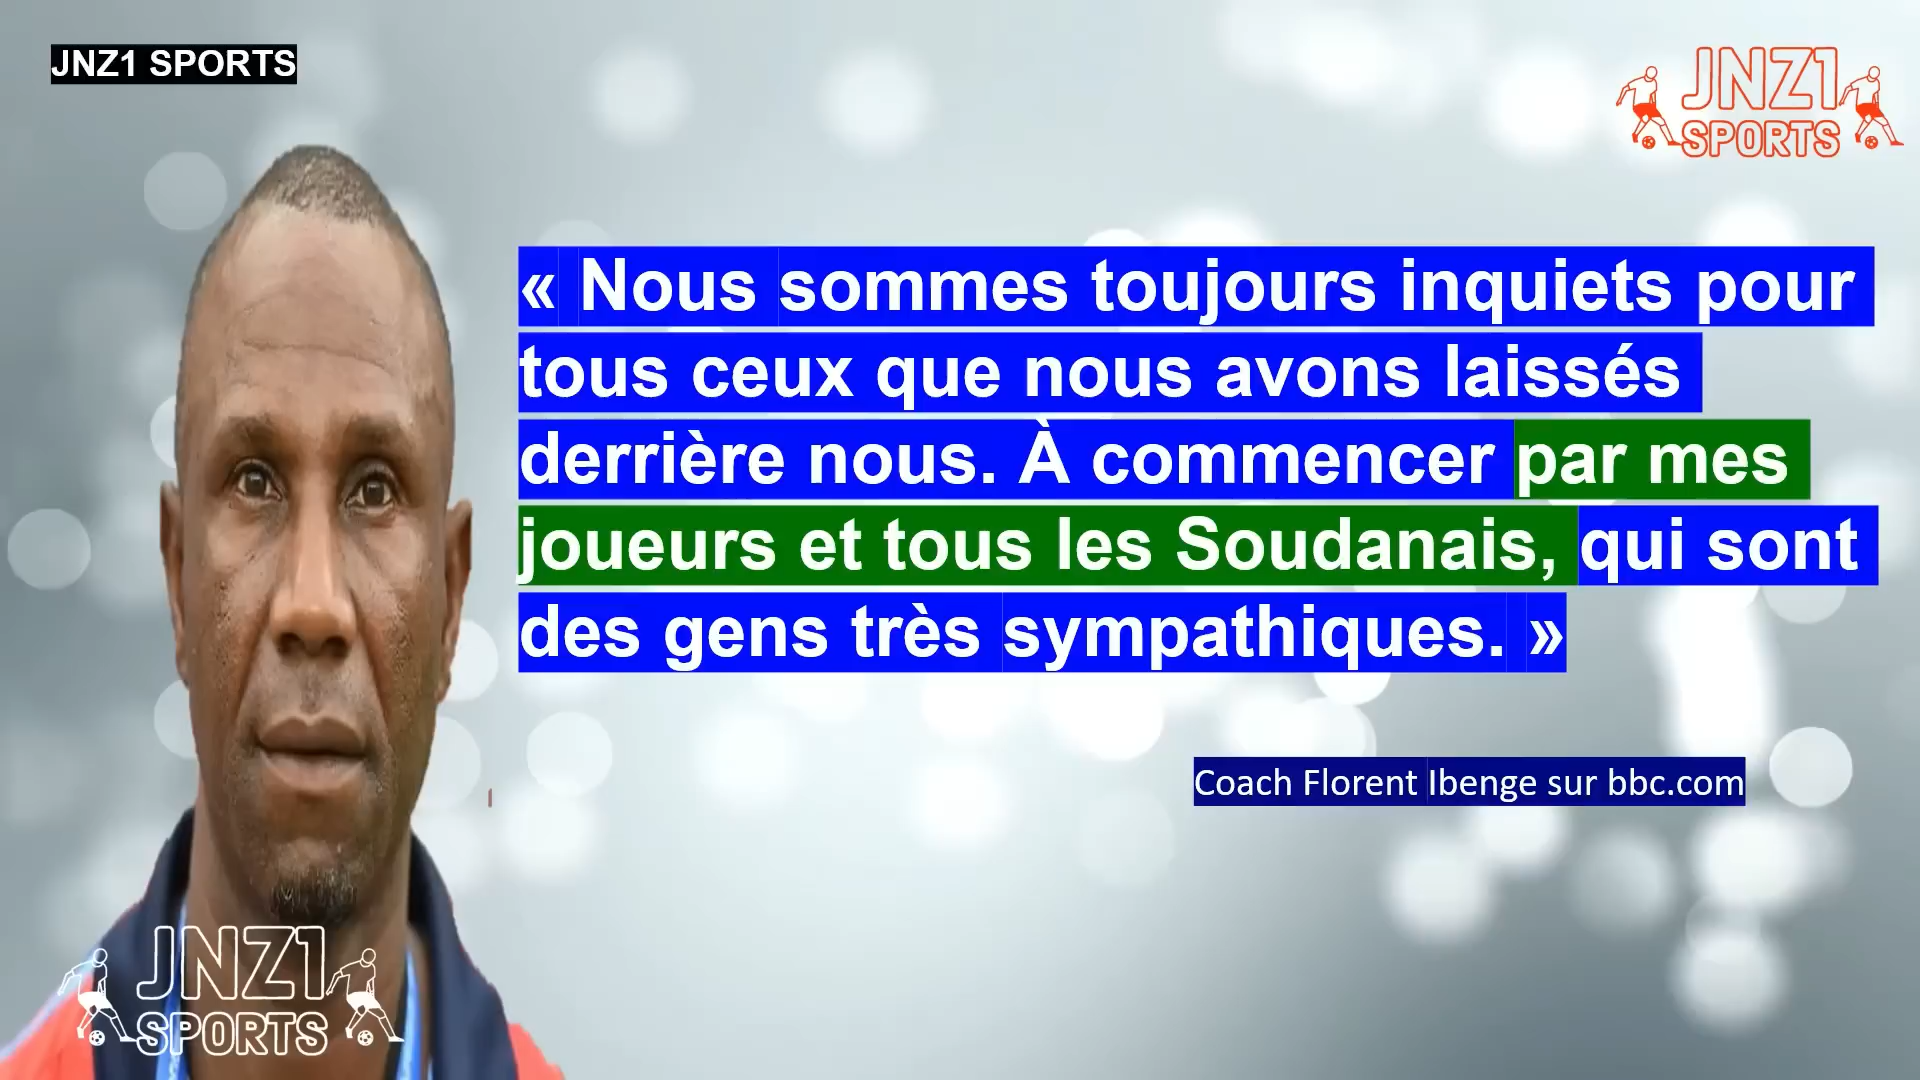 JNZ1 SPORTS
JNZ1
SPORTS
« Nous sommes toujours inquiets pour
tous ceux que nous avons laissés
derrière nous. À commencer par mes
joueurs et tous les Soudanais, qui sont
des gens très sympathiques. »
Coach Florent Ibenge sur bbc.com
JNZ1
SPORTS